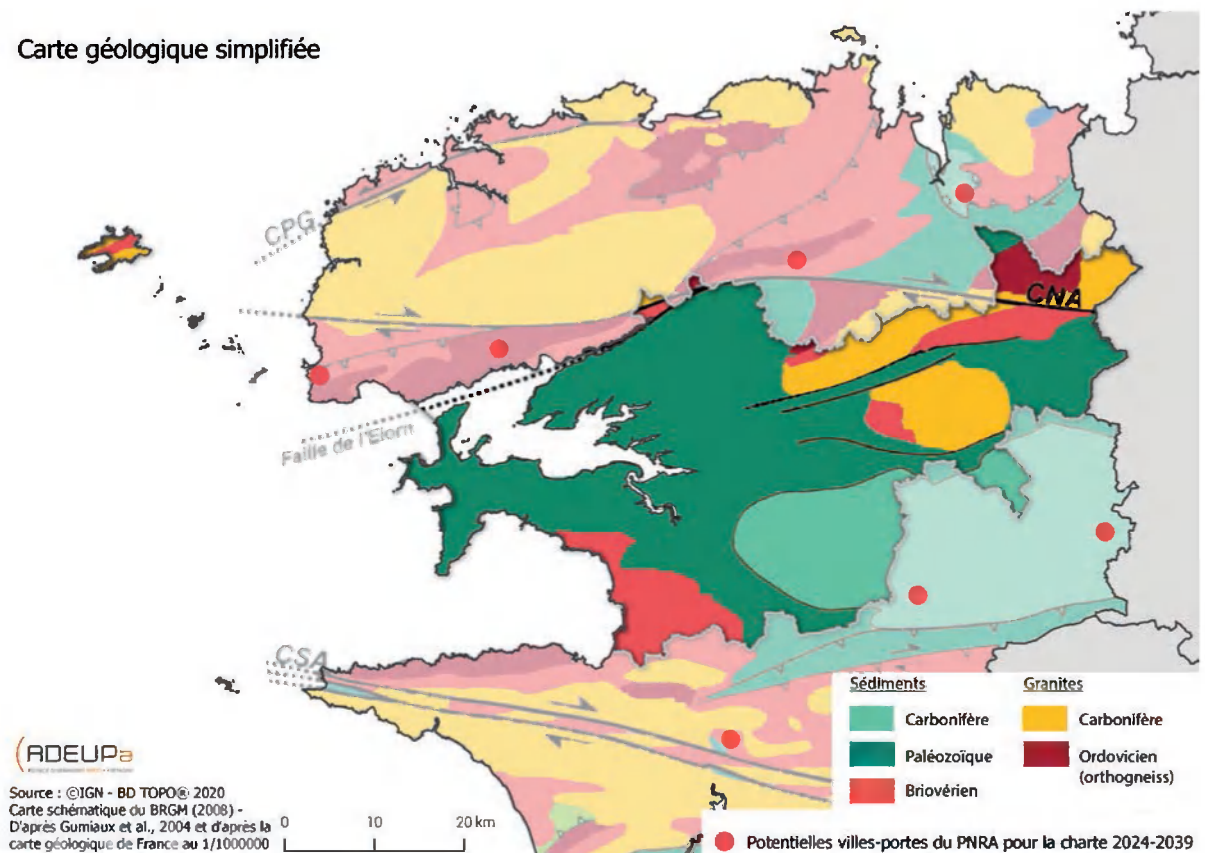 Carte géologique simplifiée
CPG
CNA
Faille de l'Elorn
CSA
Sédiments
Carbonifère
Paléozoïque
Briovérien
Granites
Carbonifère
Ordovicien
(orthogneiss)
ADEUPa
Source : ©IGN - BD TOPO® 2020
Carte schématique du BRGM (2008) -
D'après Gumiaux et al., 2004 et d'après la
carte géologique de France au 1/1000000
0 10 20 km
Potentielles villes-portes du PNRA pour la charte 2024-2039